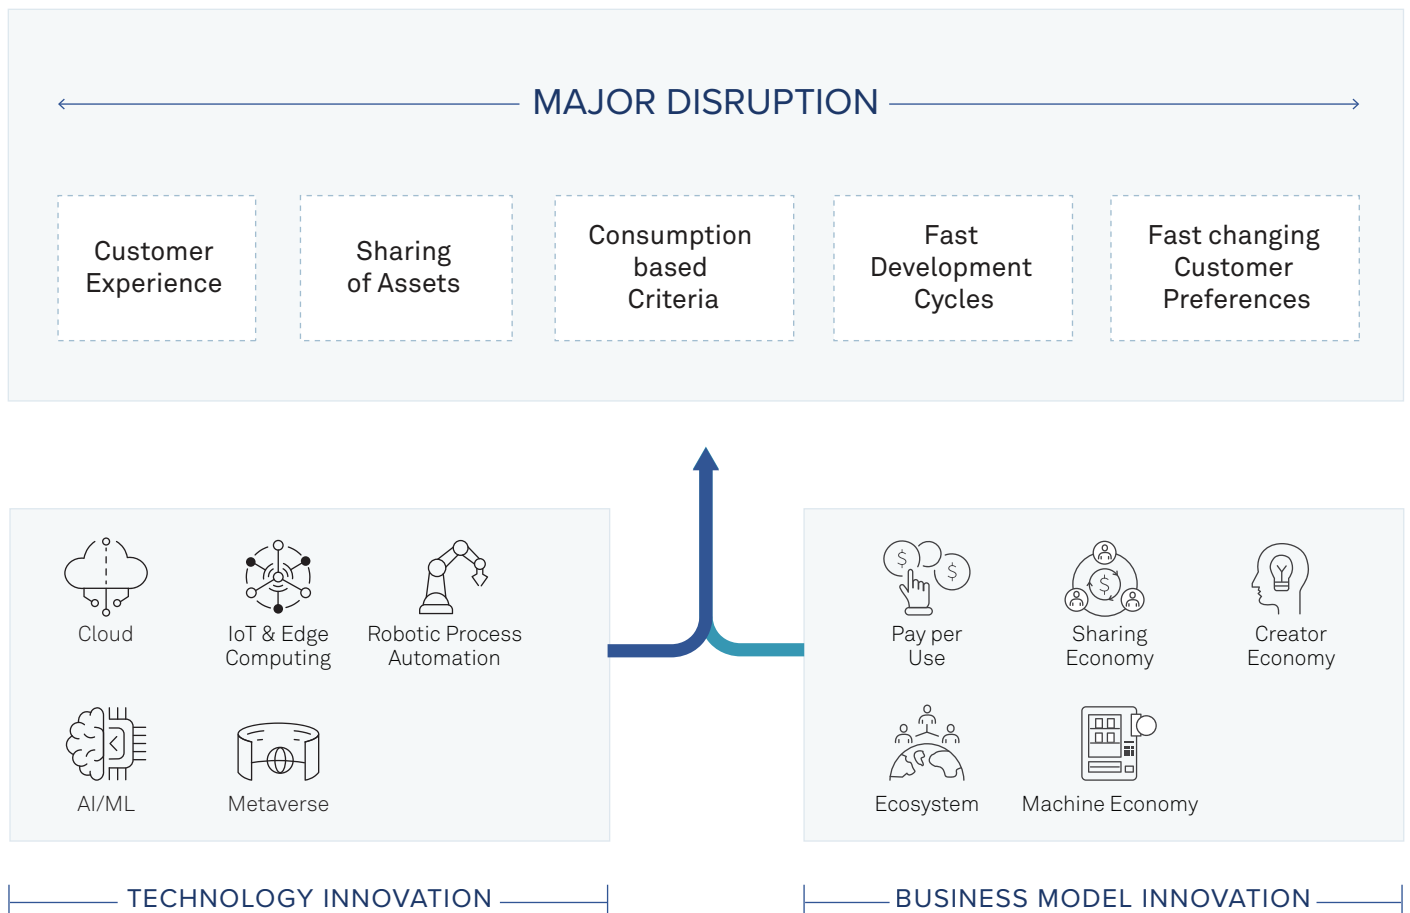 MAJOR DISRUPTION
Customer
Experience
Sharing
of Assets
Consumption
based
Criteria
Fast
Development
Cycles
Fast changing
Customer
Preferences
Cloud
IoT & Edge
Computing
Robotic Process
Automation
AI/ML
Metaverse
TECHNOLOGY INNOVATION
$
$
Pay per
Use
$
Sharing
Economy
Creator
Economy
Ecosystem
Machine Economy
BUSINESS MODEL INNOVATION